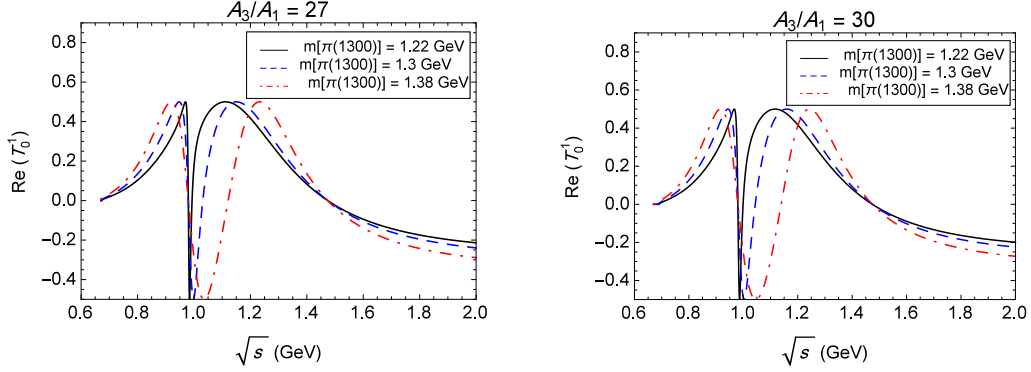 A₃/A₁ = 27
m[π(1300)] = 1.22 GeV
m[π(1300)] = 1.3 GeV
m[π(1300)] = 1.38 GeV
Re (T₀¹)
0.8
0.6
0.4
0.2
0.0
-0.2
-0.4
0.6 0.8 1.0 1.2 1.4 1.6 1.8 2.0
√s (GeV)
A₃/A₁ = 30
m[π(1300)] = 1.22 GeV
m[π(1300)] = 1.3 GeV
m[π(1300)] = 1.38 GeV
Re (T₀¹)
0.8
0.6
0.4
0.2
0.0
-0.2
-0.4
0.6 0.8 1.0 1.2 1.4 1.6 1.8 2.0
√s (GeV)